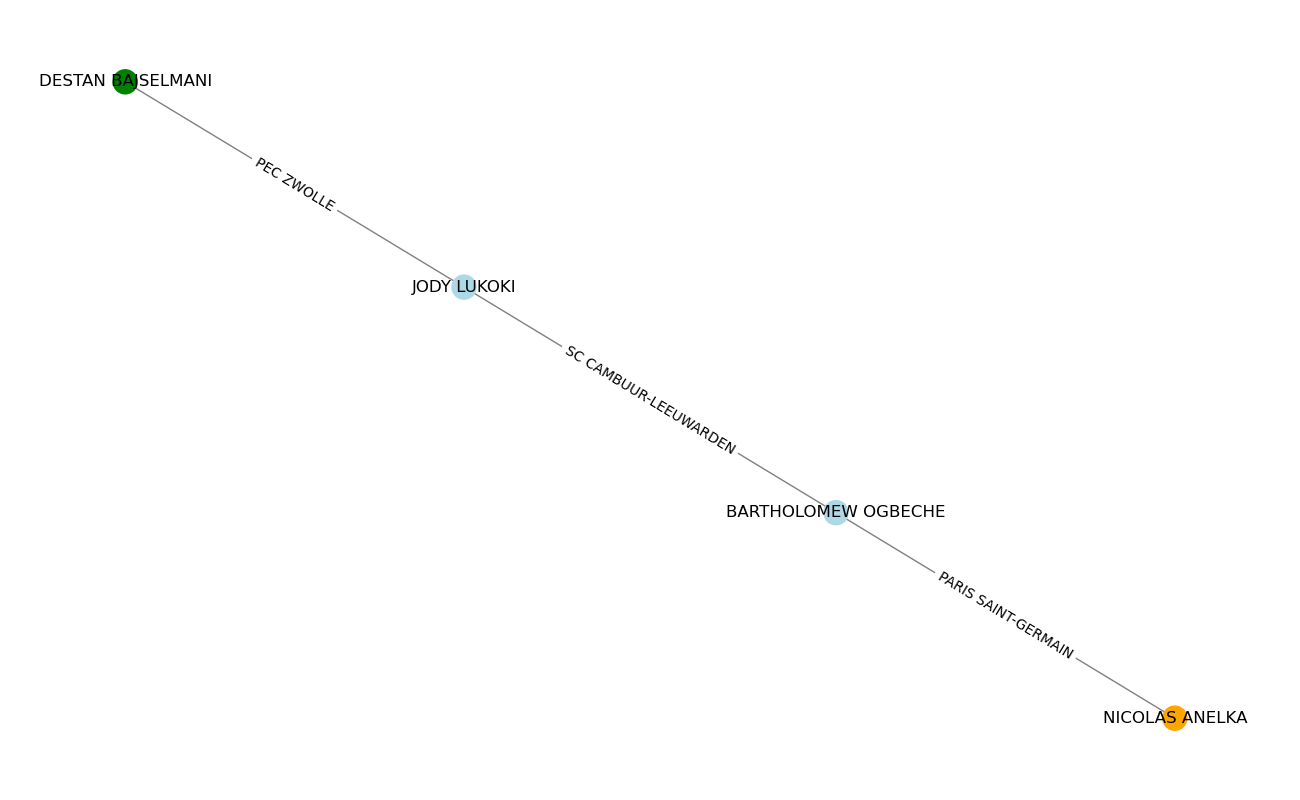 DESTAN BAJSELMANI
PEC ZWOLLE
JODY LUKOKI
SC CAMBUUR-LEEUWARDEN
BARTHOLOMEW OGBECHE
PARIS SAINT-GERMAIN
NICOLAS ANELKA